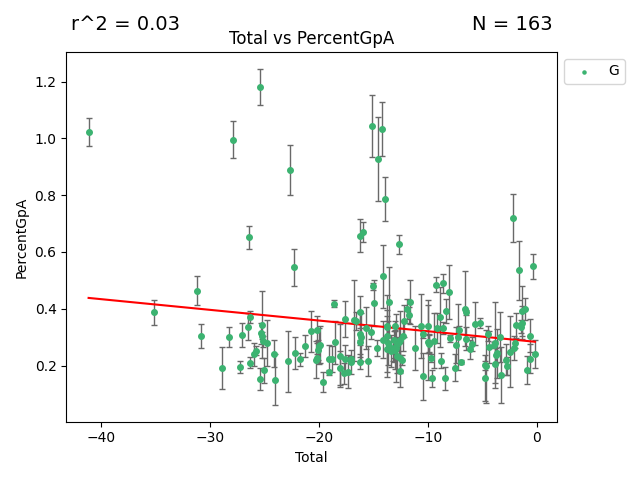 r^2 = 0.03
N = 163
Total vs PercentGpA
G
PercentGpA
1.2
1.0
0.8
0.6
0.4
0.2
−40
−30
−20
−10
0
Total